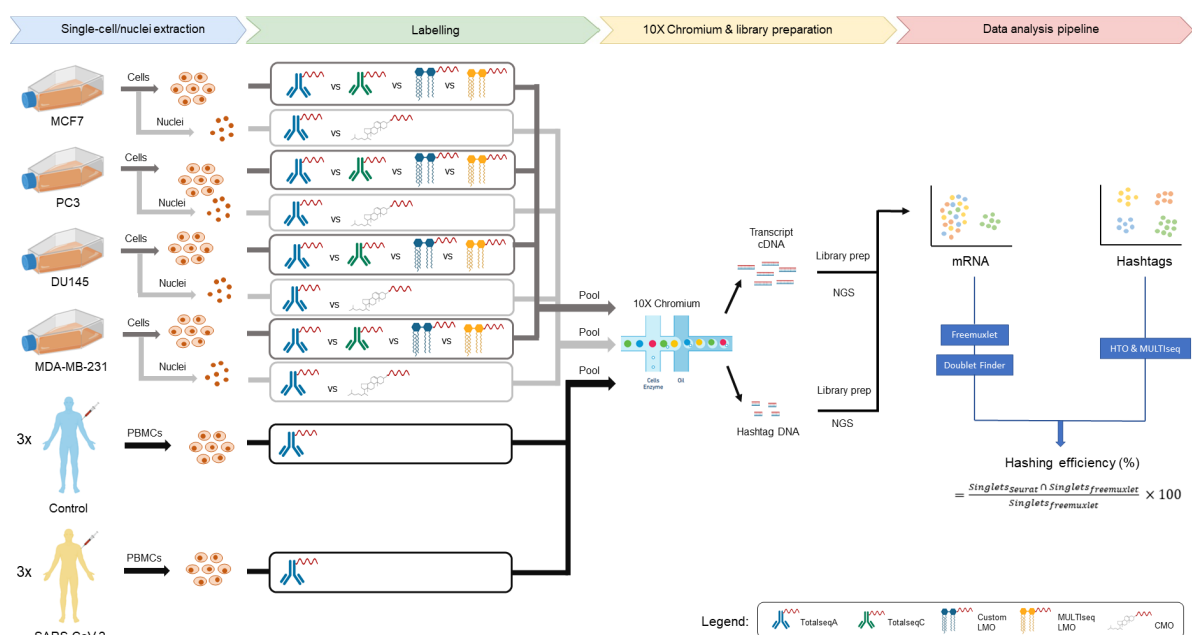 Single-cell/nuclei extraction
Labelling
10X Chromium & library preparation
Data analysis pipeline
MCF7
Cells
Nuclei
vs
vs
vs
vs
PC3
Cells
Nuclei
vs
vs
vs
vs
DU145
Cells
Nuclei
vs
vs
vs
vs
MDA-MB-231
Cells
Nuclei
vs
vs
vs
vs
3x
PBMCs
Control
3x
PBMCs
SARS-CoV-2
Pool
Pool
Pool
10X Chromium
Cells
Enzyme
Oil
Transcript
cDNA
Hashtag DNA
Library prep
NGS
Library prep
NGS
mRNA
Hashtags
Freemuxlet
Doublet Finder
HTO & MULTIseq
Hashing efficiency (%)
= Singlets_Seurat ∩ Singlets_freemuxlet / Singlets_freemuxlet × 100
Legend:
TotalseqA
TotalseqC
Custom
LMO
MULTIseq
LMO
CMO